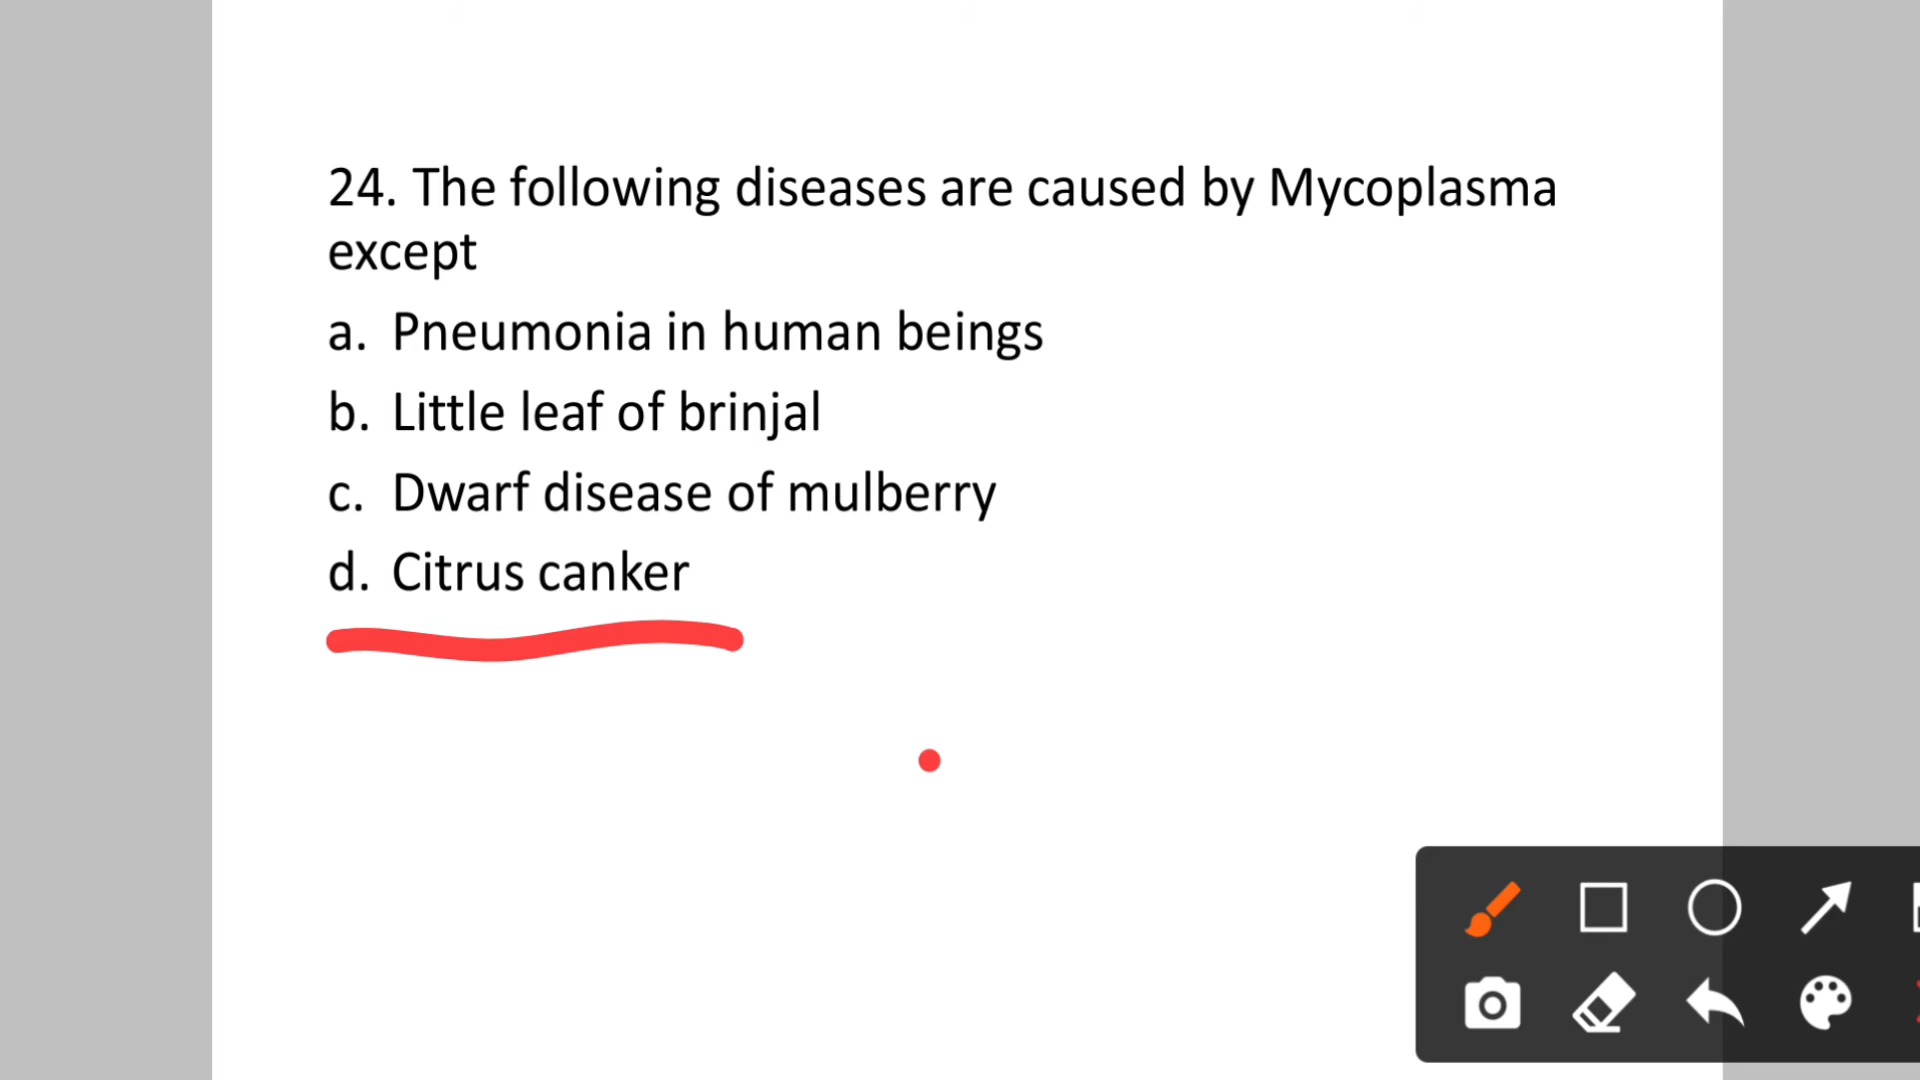 24. The following diseases are caused by Mycoplasma
except
a. Pneumonia in human beings
b. Little leaf of brinjal
c. Dwarf disease of mulberry
d. Citrus canker